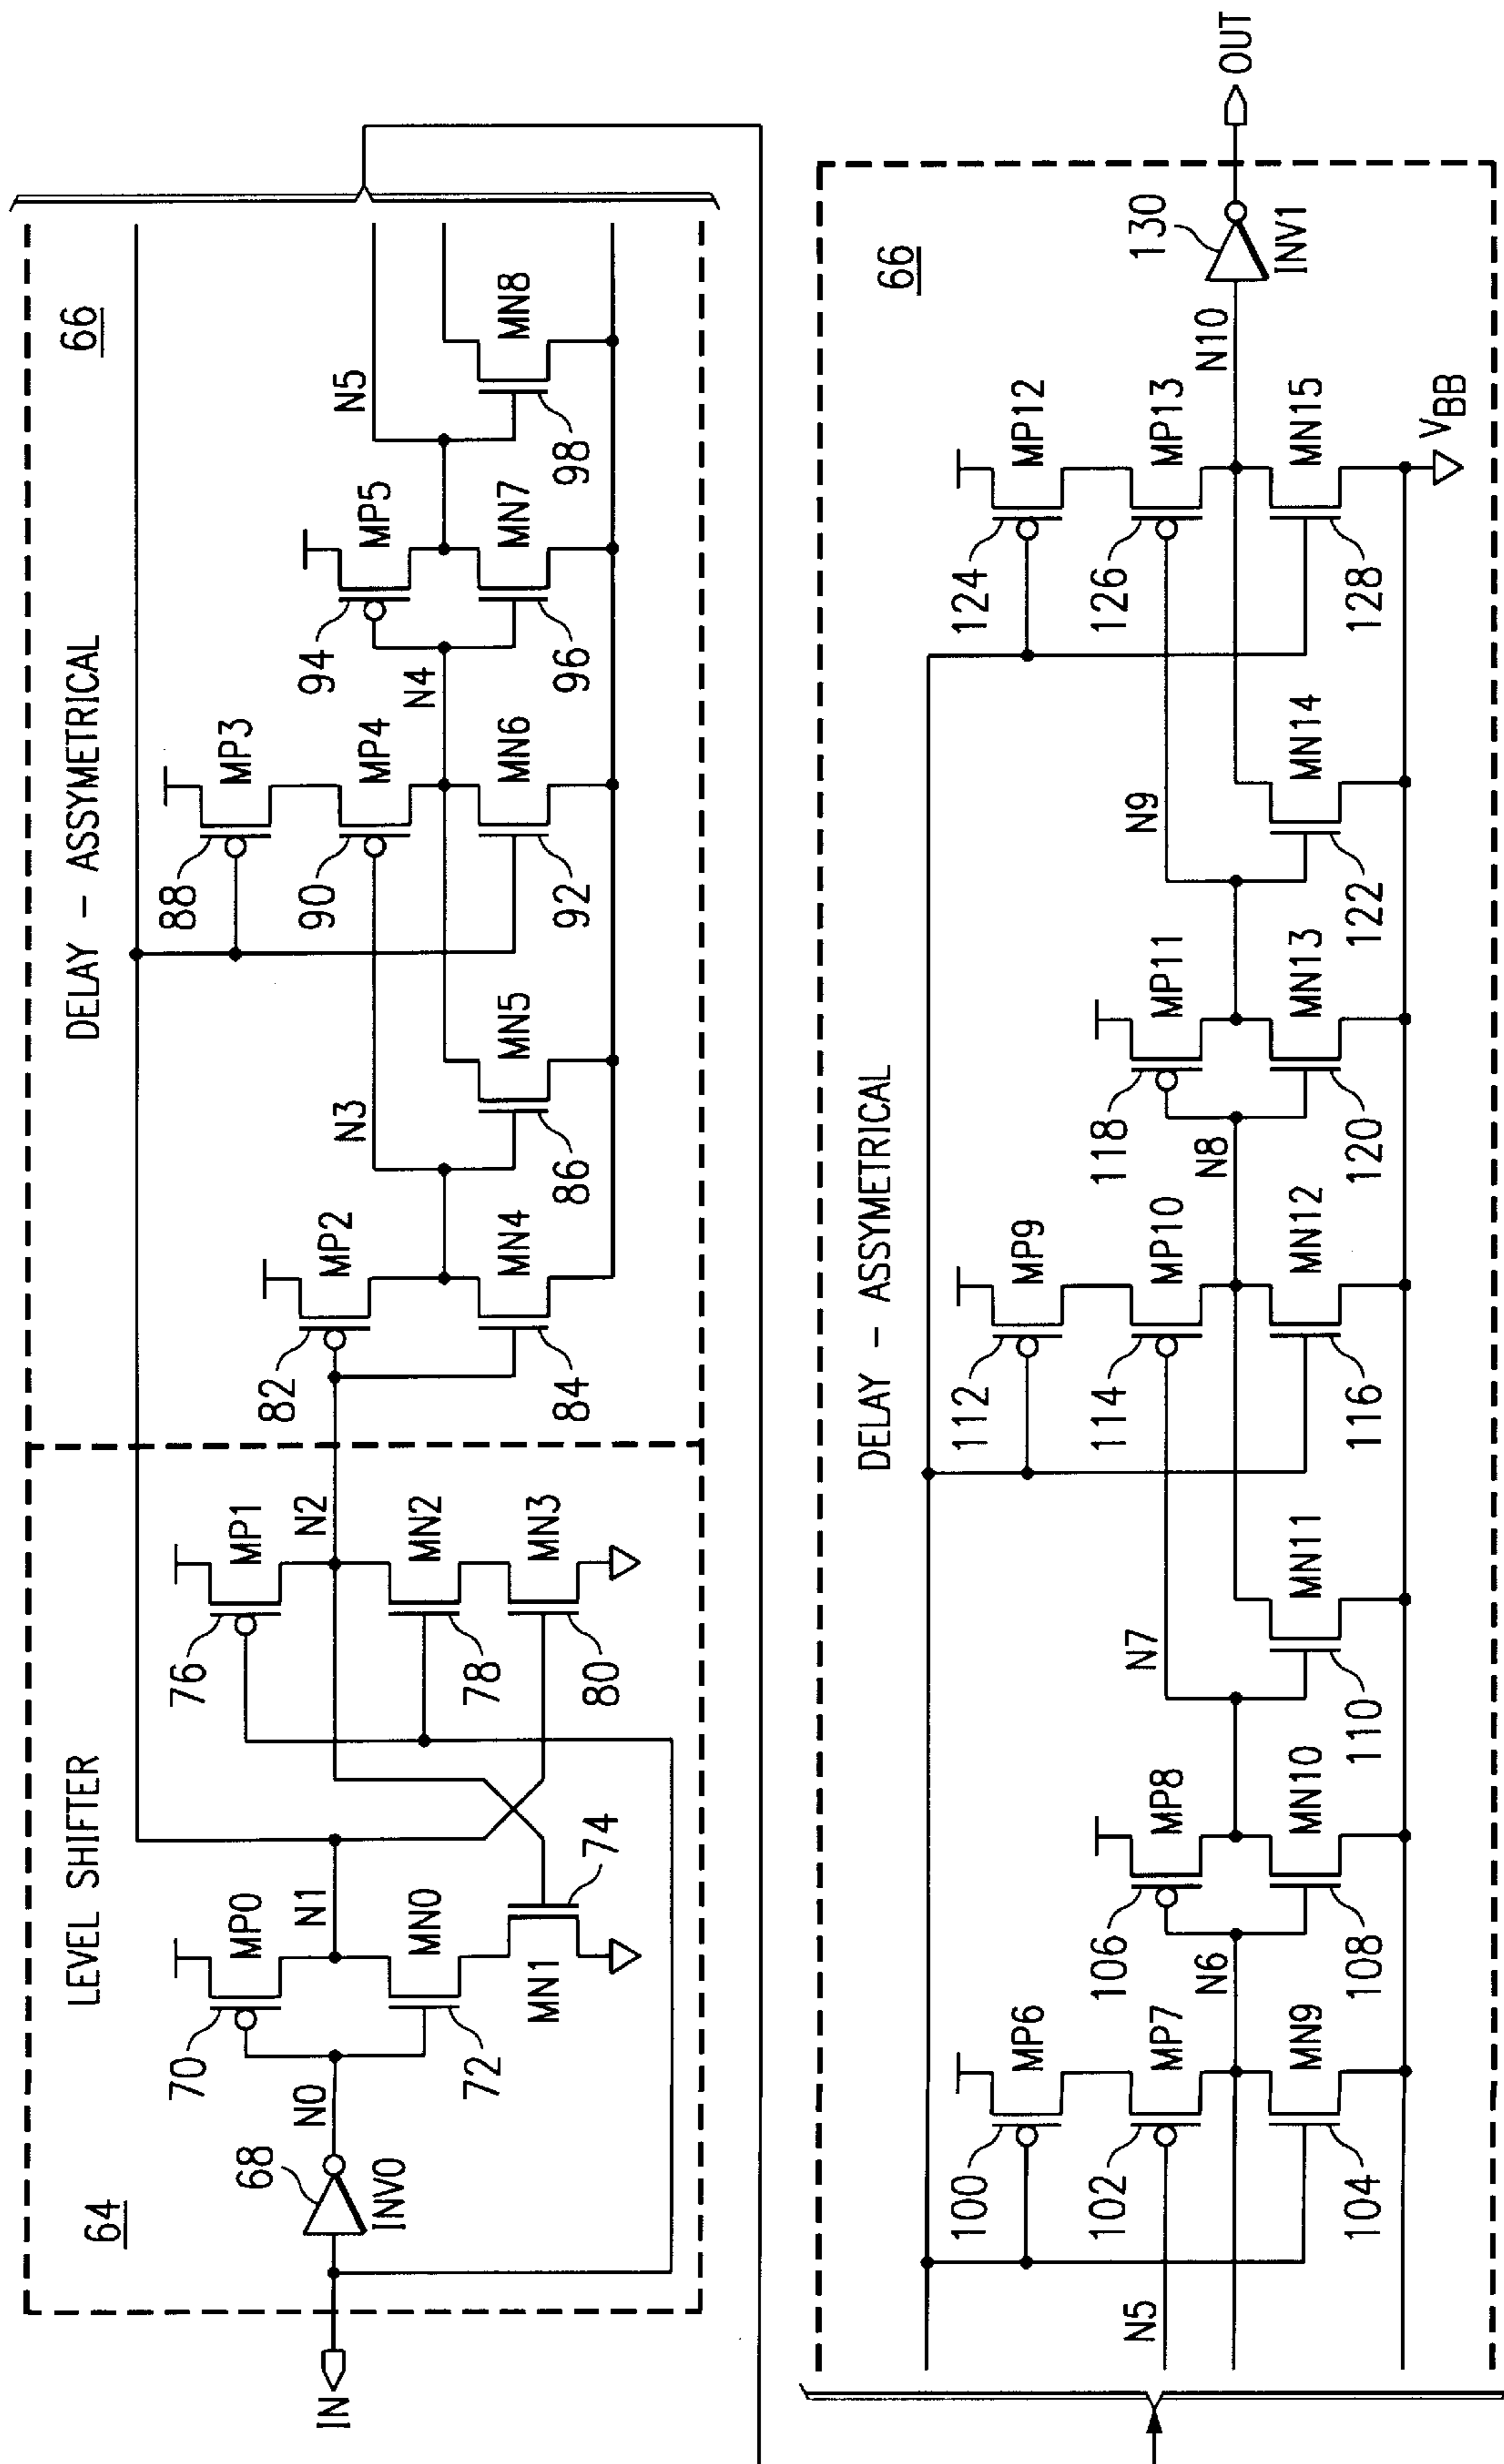 64
LEVEL SHIFTER
IN
68
INV0
N0
70
MP0
72
MN0
N1
MN1
74
76
MP1
78
MN2
80
MN3
N2
DELAY - ASSYMETRICAL
66
82
MP2
84
MN4
N3
86
MN5
88
MP3
90
MP4
92
MN6
N4
94
MP5
96
MN7
N5
98
MN8
DELAY - ASSYMETRICAL
66
N5
100
MP6
102
MP7
104
MN9
N6
106
MP8
108
MN10
N7
110
MN11
112
MP9
114
MP10
116
MN12
N8
118
MP11
120
MN13
N9
122
MN14
124
MP12
126
MP13
128
MN15
N10
130
INV1
OUT
VBB